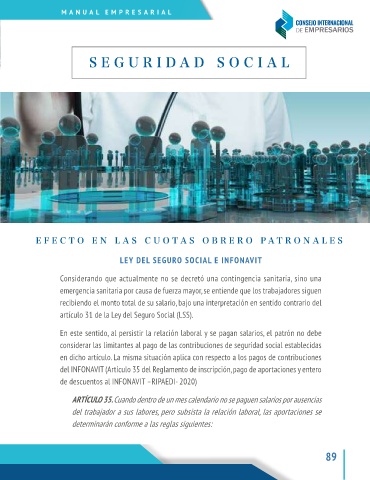 MANUAL EMPRESARIAL
CONSEJO INTERNACIONAL
DE EMPRESARIOS
SEGURIDAD SOCIAL
EFECTO EN LAS CUOTAS OBRERO PATRONALES
LEY DEL SEGURO SOCIAL E INFONAVIT
Considerando que actualmente no se decretó una contingencia sanitaria, sino una
emergencia sanitaria por causa de fuerza mayor, se entiende que los trabajadores siguen
recibiendo el monto total de su salario, bajo una interpretación en sentido contrario del
artículo 31 de la Ley del Seguro Social (LSS).
En este sentido, al persistir la relación laboral y se pagan salarios, el patrón no debe
considerar las limitantes al pago de las contribuciones de seguridad social establecidas
en dicho artículo. La misma situación aplica con respecto a los pagos de contribuciones
del INFONAVIT (Artículo 35 del Reglamento de inscripción, pago de aportaciones y entero
de descuentos al INFONAVIT –RIPAEDI- 2020)
ARTÍCULO 35. Cuando dentro de un mes calendario no se paguen salarios por ausencias
del trabajador a sus labores, pero subsista la relación laboral, las aportaciones se
determinarán conforme a las reglas siguientes:
89